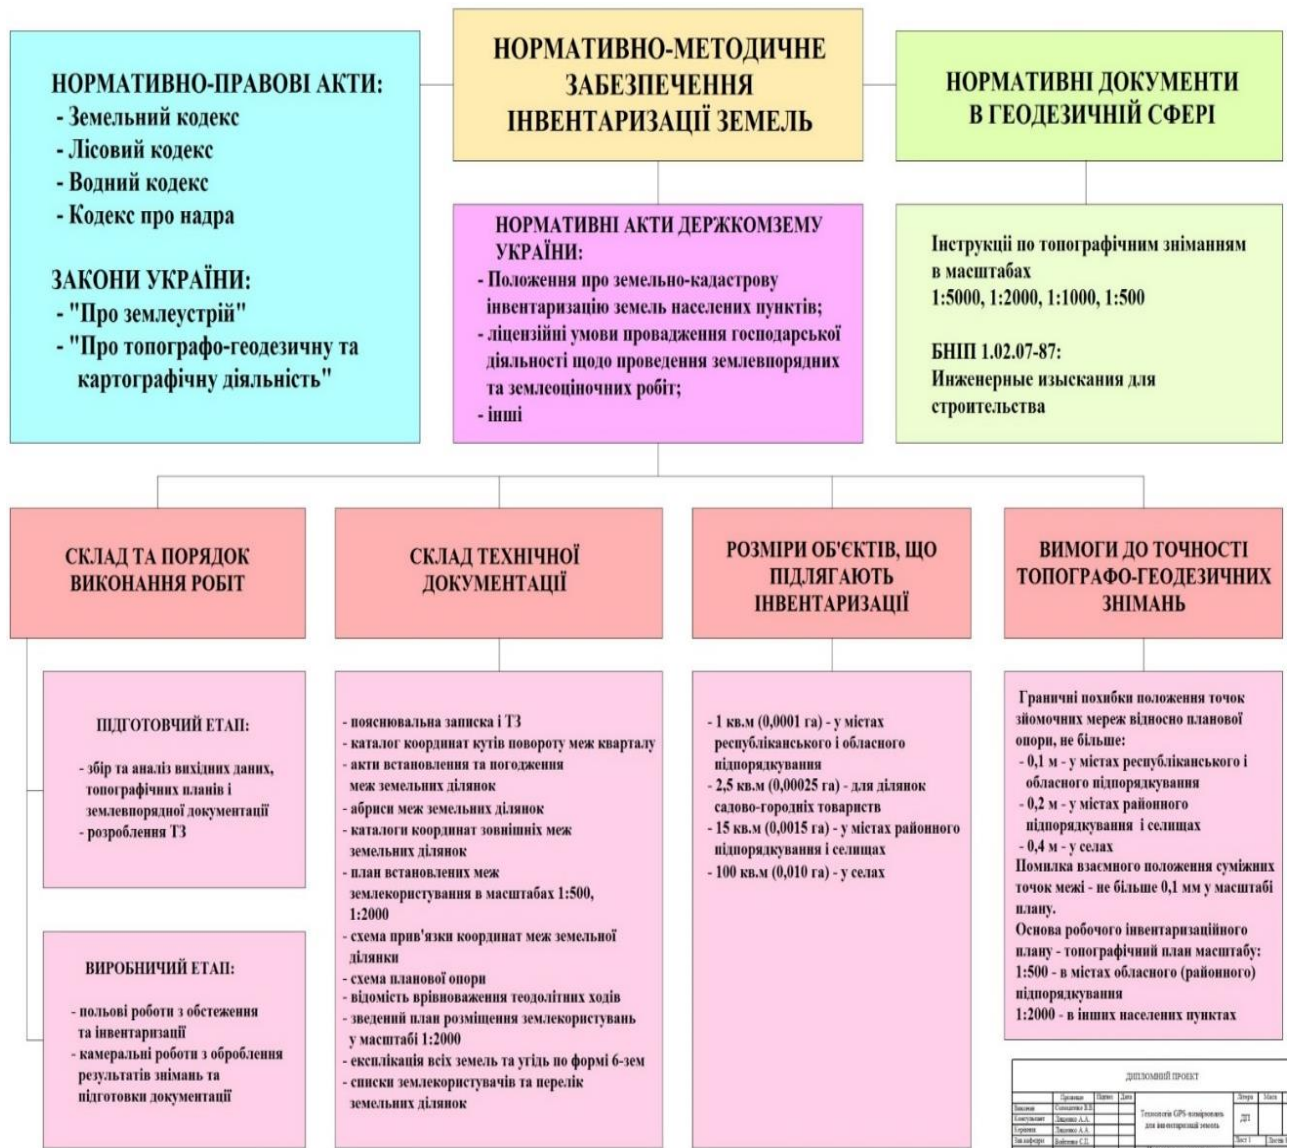 НОРМАТИВНО-ПРАВОВІ АКТИ:
- Земельний кодекс
- Лісовий кодекс
- Водний кодекс
- Кодекс про надра
ЗАКОНИ УКРАЇНИ:
- "Про землеустрій"
- "Про топографо-геодезичну та
картографічну діяльність"
НОРМАТИВНО-МЕТОДИЧНЕ
ЗАБЕЗПЕЧЕННЯ
ІНВЕНТАРИЗАЦІЇ ЗЕМЕЛЬ
НОРМАТИВНІ ДОКУМЕНТИ
В ГЕОДЕЗИЧНІЙ СФЕРІ
НОРМАТИВНІ АКТИ ДЕРЖКОМЗЕМУ
УКРАЇНИ:
- Положення про земельно-кадастрову
інвентаризацію земель населених пунктів;
- ліцензійні умови провадження господарської
діяльності щодо проведення землевпорядних
та землеоціночних робіт;
- інші
Інструкції по топографічним зніманням
в масштабах
1:5000, 1:2000, 1:1000, 1:500
БНІП 1.02.07-87:
Инженерные изыскания для
строительства
СКЛАД ТА ПОРЯДОК
ВИКОНАННЯ РОБІТ
ПІДГОТОВЧИЙ ЕТАП:
- збір та аналіз вихідних даних,
топографічних планів і
землевпордної документації
- розроблення ТЗ
ВИРОБНИЧИЙ ЕТАП:
- польові роботи з обстеження
та інвентаризації
- камеральні роботи з оброблення
результатів знімань та
підготовки документації
СКЛАД ТЕХНІЧНОЇ
ДОКУМЕНТАЦІЇ
- пояснювальна записка і ТЗ
- каталог координат кутів повороту меж кварталу
- акти встановлення та погодження
меж земельних ділянок
- абриси меж земельних ділянок
- каталоги координат зовнішніх меж
земельних ділянок
- план встановлених меж
землекористування в масштабах 1:500,
1:2000
- схема прив'язки координат меж земельної
ділянки
- схема планової опори
- відомість врівноваження теодолітних ходів
- зведений план розміщення землекористувань
у масштабі 1:2000
- експлікація всіх земель та угідь по формі 6-зем
- списки землекористувачів та перелік
земельних ділянок
РОЗМІРИ ОБ'ЄКТІВ, ЩО
ПІДЛЯГАЮТЬ
ІНВЕНТАРИЗАЦІЇ
- 1 кв.м (0,0001 га) - у містах
республіканського і обласного
підпорядкування
- 2,5 кв.м (0,00025 га) - для ділянок
садово-городніх товариств
- 15 кв.м (0,0015 га) - у містах районного
підпорядкування і селищах
- 100 кв.м (0,010 га) - у селах
ВИМОГИ ДО ТОЧНОСТІ
ТОПОГРАФО-ГЕОДЕЗИЧНИХ
ЗНІМАНЬ
Граничні похибки положення точок
зйомочних мереж відносно планової
опори, не більше:
- 0,1 м - у містах республіканського і
обласного підпорядкування
- 0,2 м - у містах районного
підпорядкування і селищах
- 0,4 м - у селах
Помилка взаємного положення суміжних
точок межі - не більше 0,1 мм у масштабі
плану.
Основа робочого інвентаризаційного
плану - топографічний план масштабу:
1:500 - в містах обласного (районного)
підпорядкування
1:2000 - в інших населених пунктах
ДИПЛОМНИЙ ПРОЕКТ
Дата
Технологія GPS-вимірювань
для інвентаризації земель
Літера
Маса
ДП
Лист 1